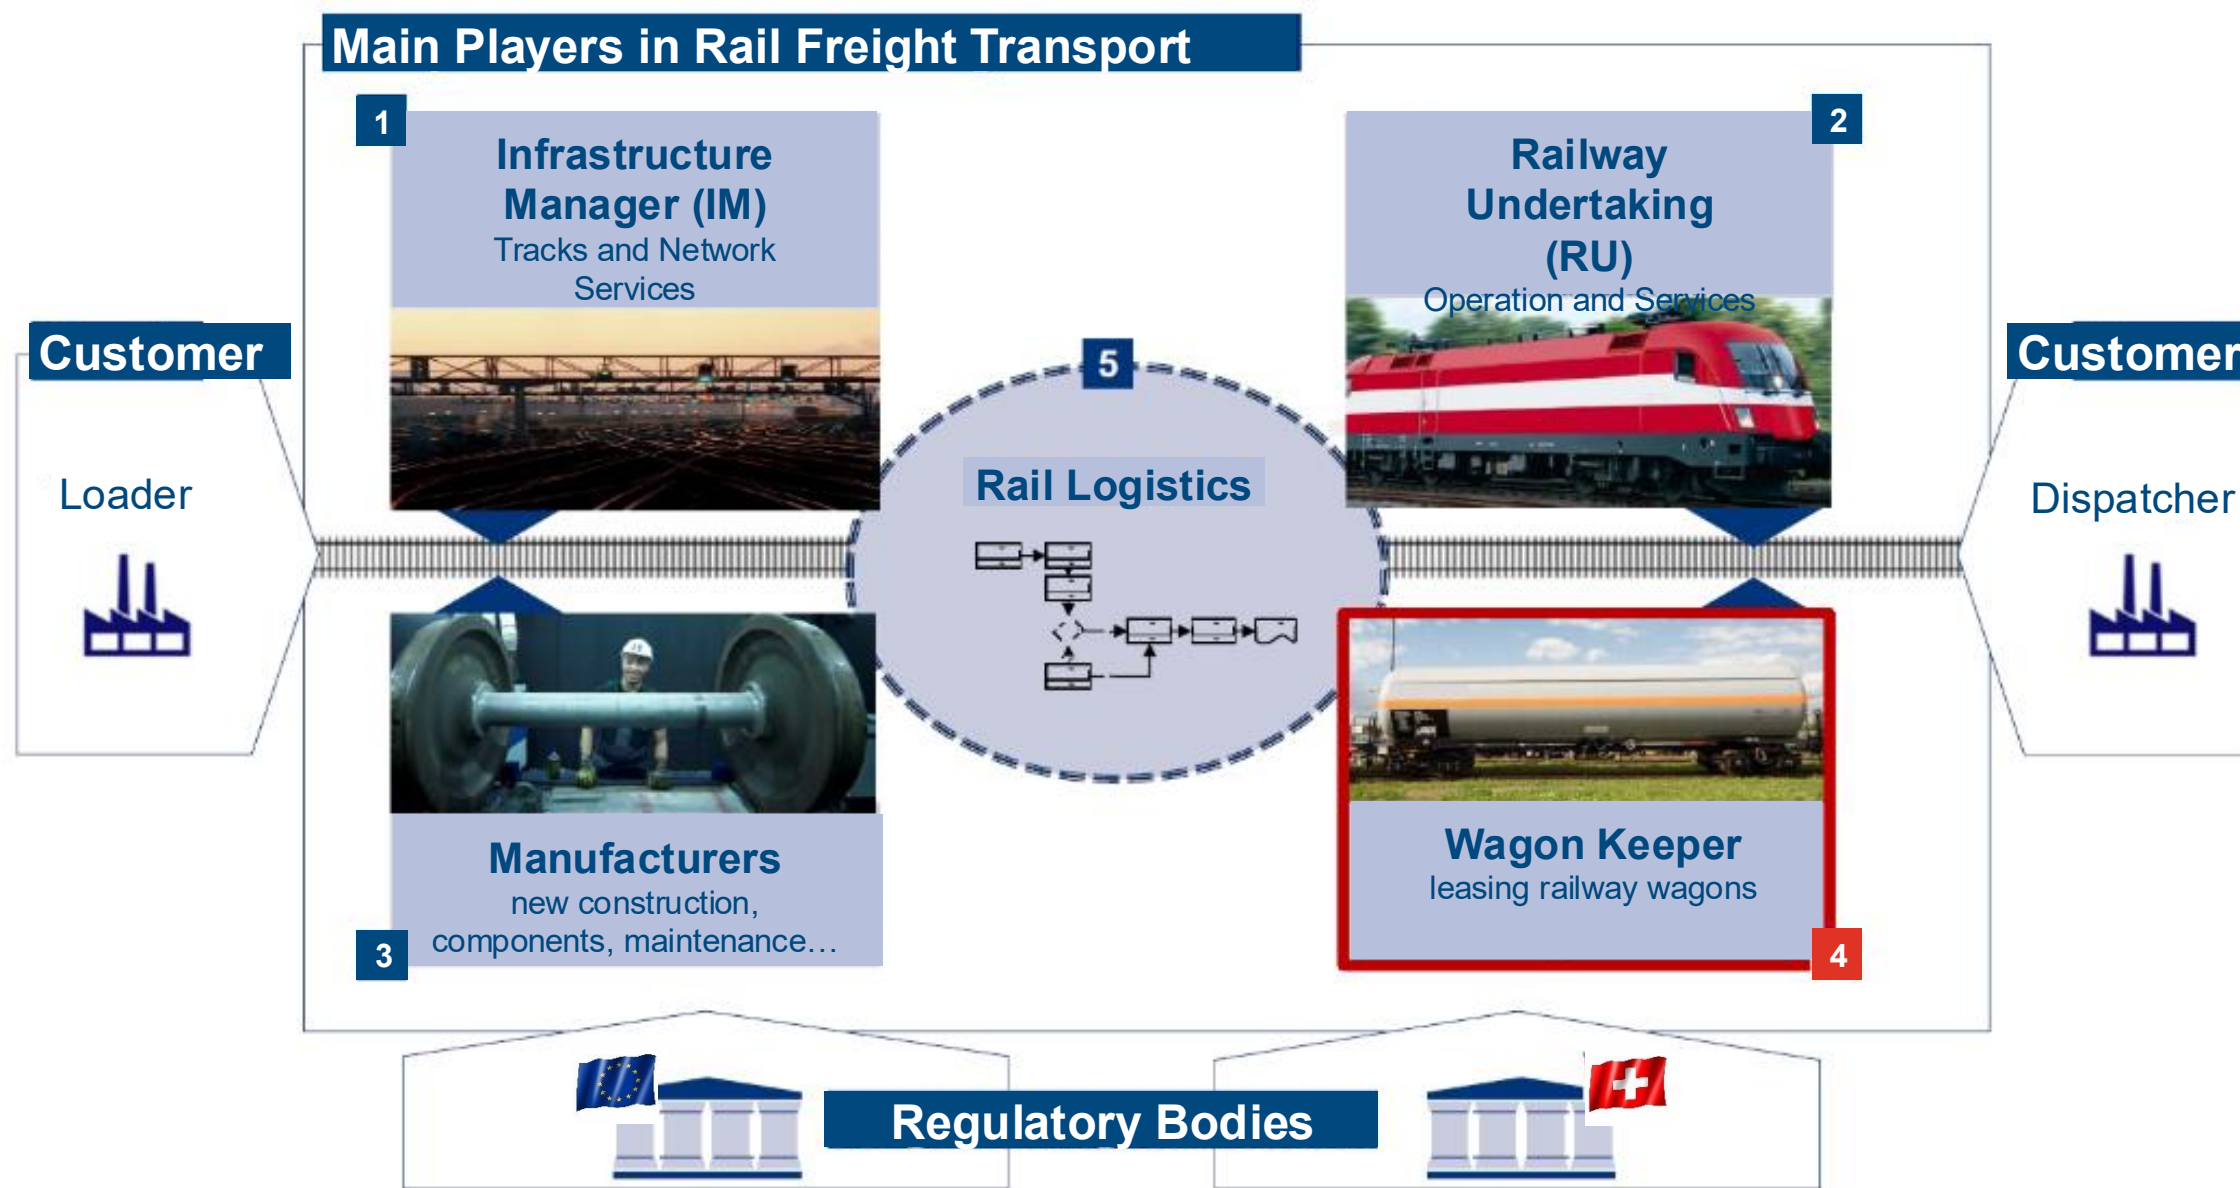 Main Players in Rail Freight Transport
1
Infrastructure
Manager (IM)
Tracks and Network
Services
2
Railway
Undertaking
(RU)
Operation and Services
Customer
Loader
5
Rail Logistics
Customer
Dispatcher
Manufacturers
new construction,
components, maintenance…
3
Wagon Keeper
leasing railway wagons
4
Regulatory Bodies